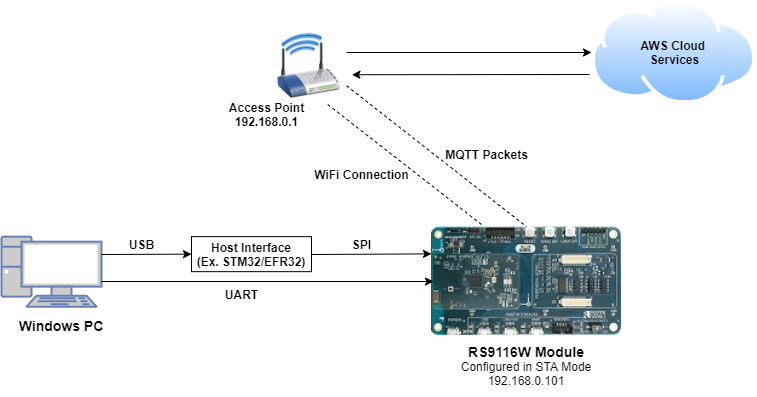 AWS Cloud
Services
Access Point
192.168.0.1
MQTT Packets
WiFi Connection
USB
Host Interface
(Ex. STM32/EFR32)
SPI
UART
Windows PC
RS9116W Module
Configured in STA Mode
192.168.0.101